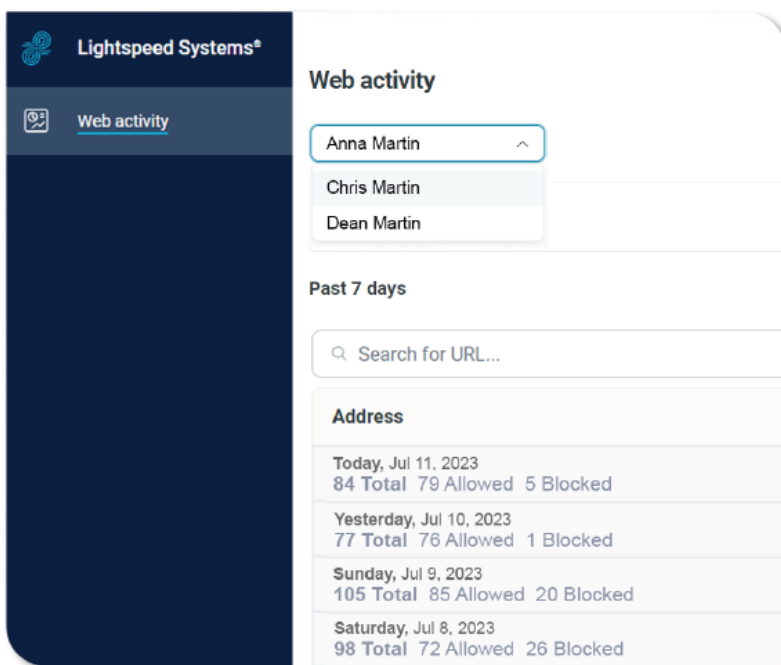 Lightspeed Systems®
Web activity
Web activity
Anna Martin
Chris Martin
Dean Martin
Past 7 days
Search for URL...
Address
Today, Jul 11, 2023
84 Total 79 Allowed 5 Blocked
Yesterday, Jul 10, 2023
77 Total 76 Allowed 1 Blocked
Sunday, Jul 9, 2023
105 Total 85 Allowed 20 Blocked
Saturday, Jul 8, 2023
98 Total 72 Allowed 26 Blocked